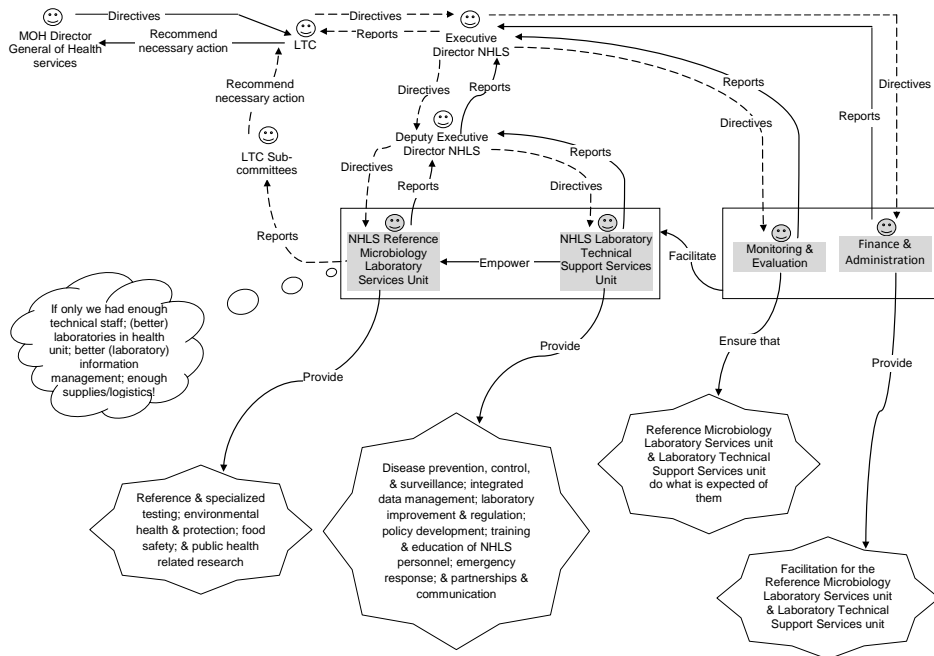 Directives
MOH Director
General of Health
services
Recommend
necessary action
LTC
Directives
Reports
Executive
Director NHLS
Recommend
necessary action
Directives
Reports
Reports
Directives
Directives
Reports
LTC Sub-
committees
Deputy Executive
Director NHLS
Directives
Reports
Directives
Reports
Reports
NHLS Reference
Microbiology
Laboratory
Services Unit
Empower
NHLS Laboratory
Technical
Support Services
Unit
Facilitate
Monitoring &
Evaluation
Finance &
Administration
If only we had enough
technical staff; (better)
laboratories in health
unit; better (laboratory)
information
management; enough
supplies/logistics!
Provide
Provide
Ensure that
Provide
Reference & specialized
testing; environmental
health & protection; food
safety; & public health
related research
Disease prevention, control,
& surveillance; integrated
data management; laboratory
improvement & regulation;
policy development; training
& education of NHLS
personnel; emergency
response; & partnerships &
communication
Reference Microbiology
Laboratory Services unit
& Laboratory Technical
Support Services unit
do what is expected of
them
Facilitation for the
Reference Microbiology
Laboratory Services unit
& Laboratory Technical
Support Services unit